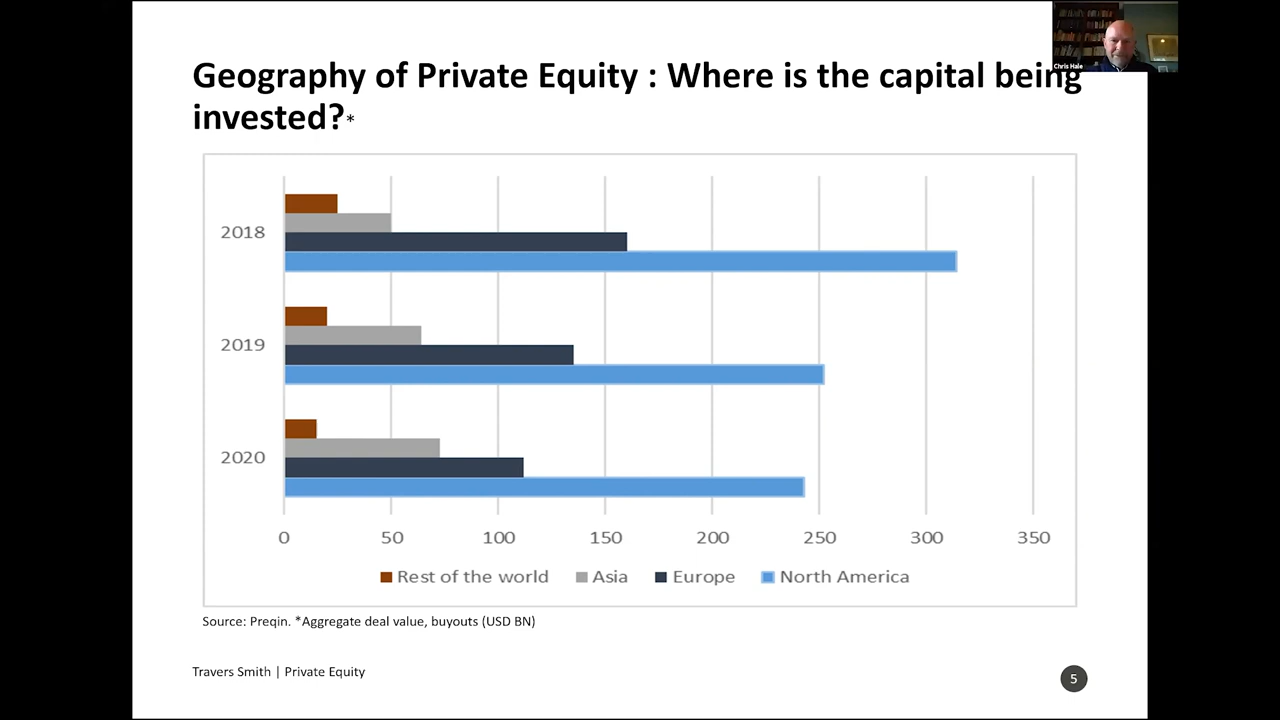 Chris Hale
Geography of Private Equity : Where is the capital being
invested?*
2018
2019
2020
0 50 100 150 200 250 300 350
Rest of the world Asia Europe North America
Source: Preqin. *Aggregate deal value, buyouts (USD BN)
Travers Smith | Private Equity
5